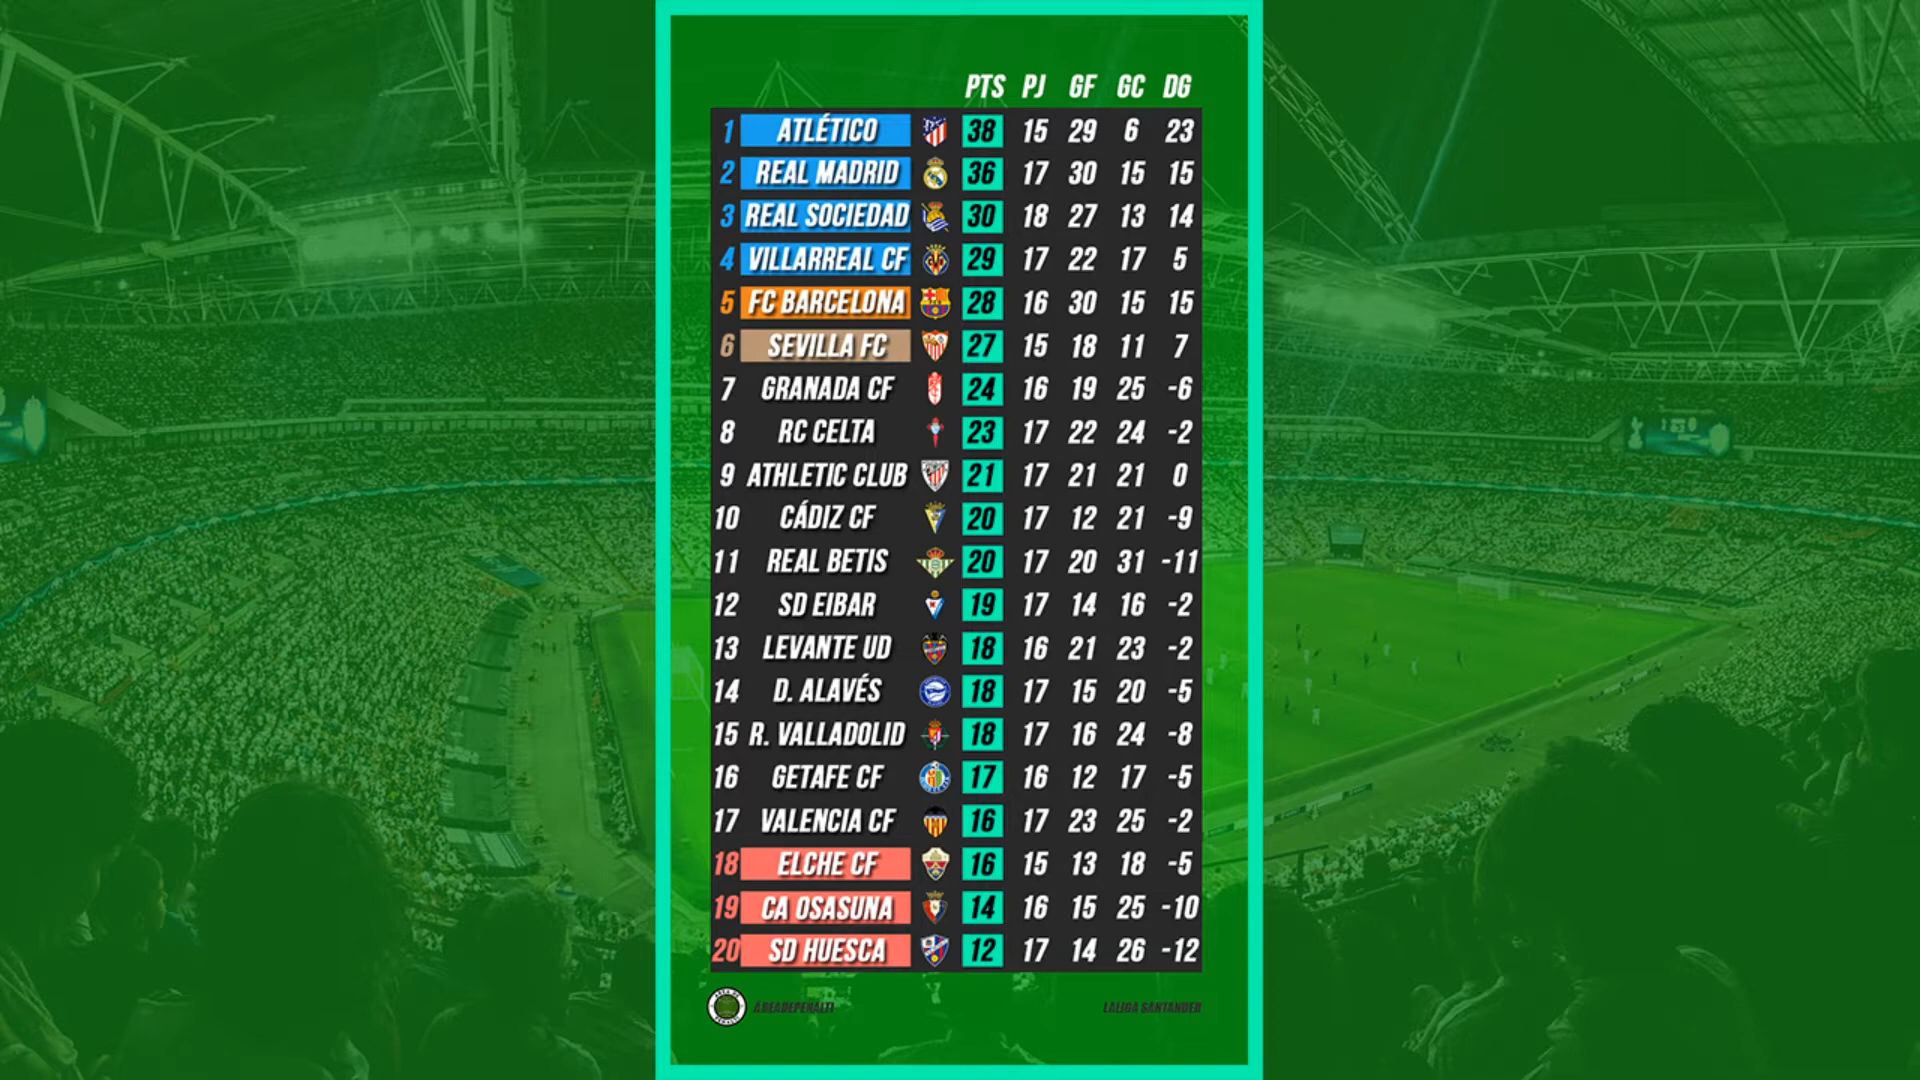 PTS PJ GF GC DG
1 ATLÉTICO 38 15 29 6 23
2 REAL MADRID 36 17 30 15 15
3 REAL SOCIEDAD 30 18 27 13 14
4 VILLARREAL CF 29 17 22 17 5
5 FC BARCELONA 28 16 30 15 15
6 SEVILLA FC 27 15 18 11 7
7 GRANADA CF 24 16 19 25 -6
8 RC CELTA 23 17 22 24 -2
9 ATHLETIC CLUB 21 17 21 21 0
10 CÁDIZ CF 20 17 12 21 -9
11 REAL BETIS 20 17 20 31 -11
12 SD EIBAR 19 17 14 16 -2
13 LEVANTE UD 18 16 21 23 -2
14 D. ALAVÉS 18 17 15 20 -5
15 R. VALLADOLID 18 17 16 24 -8
16 GETAFE CF 17 16 12 17 -5
17 VALENCIA CF 16 17 23 25 -2
18 ELCHE CF 16 15 13 18 -5
19 CA OSASUNA 14 16 15 25 -10
20 SD HUESCA 12 17 14 26 -12
LALIGA SANTANDER